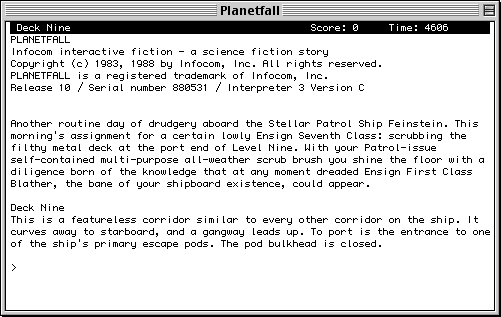 Planetfall
Deck Nine Score: 0 Time: 4606
PLANETFALL
Infocom interactive fiction - a science fiction story
Copyright (c) 1983, 1988 by Infocom, Inc. All rights reserved.
PLANETFALL is a registered trademark of Infocom, Inc.
Release 10 / Serial number 880531 / Interpreter 3 Version C
Another routine day of drudgery aboard the Stellar Patrol Ship Feinstein. This
morning's assignment for a certain lowly Ensign Seventh Class: scrubbing the
filthy metal deck at the port end of Level Nine. With your Patrol-issue
self-contained multi-purpose all-weather scrub brush you shine the floor with a
diligence born of the knowledge that at any moment dreaded Ensign First Class
Blather, the bane of your shipboard existence, could appear.
Deck Nine
This is a featureless corridor similar to every other corridor on the ship. It
curves away to starboard, and a gangway leads up. To port is the entrance to one
of the ship's primary escape pods. The pod bulkhead is closed.
>